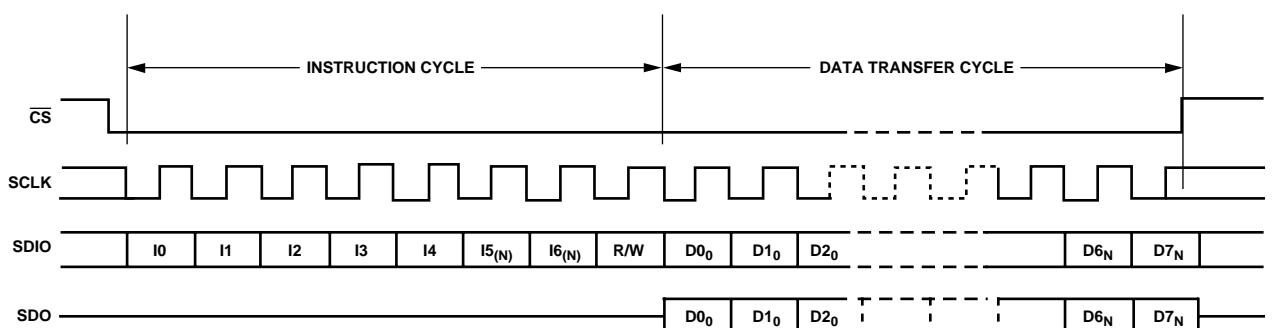 INSTRUCTION CYCLE DATA TRANSFER CYCLE
CS
SCLK
SDIO I0 I1 I2 I3 I4 I5(N) I6(N) R/W D00 D10 D20 D6N D7N
SDO D00 D10 D20 D6N D7N